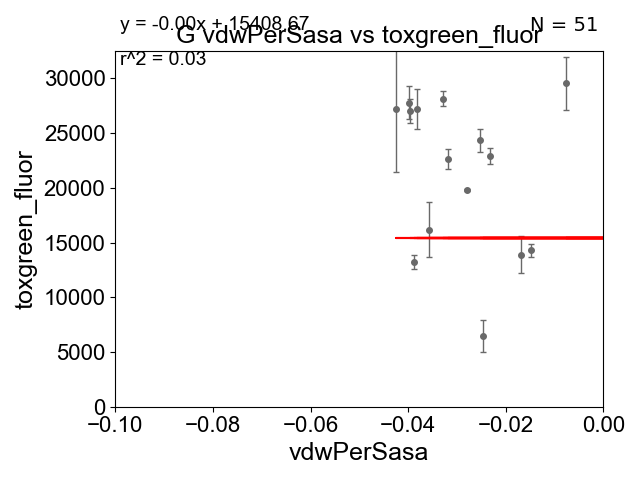 y = -0.00x + 15408.67
N = 51
G vdwPerSasa vs toxgreen_fluor
r^2 = 0.03
30000
25000
20000
15000
10000
5000
0
toxgreen_fluor
−0.10 −0.08 −0.06 −0.04 −0.02 0.00
vdwPerSasa